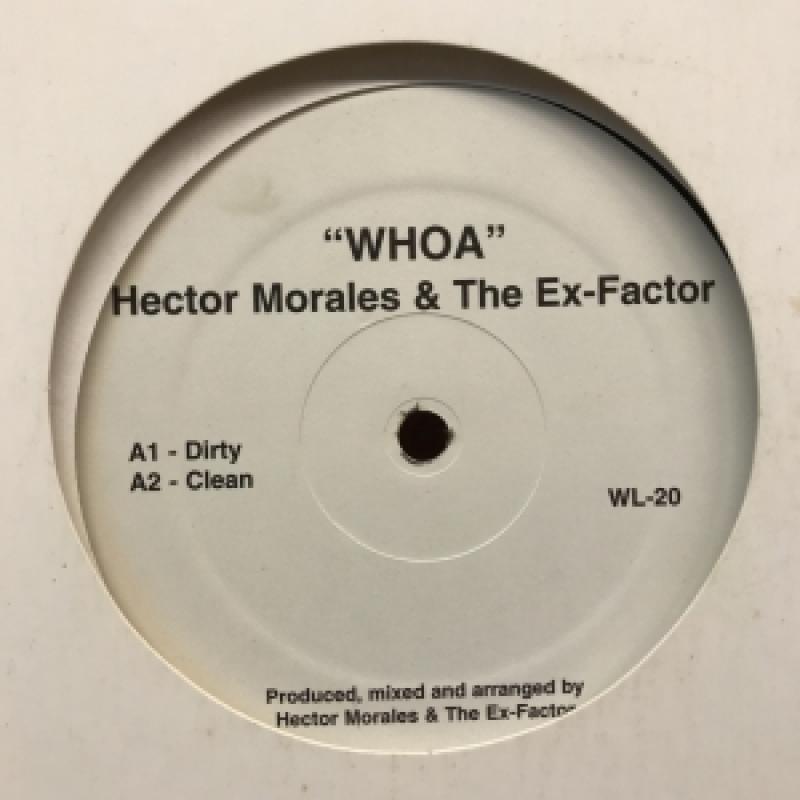 “WHOA”
Hector Morales & The Ex-Factor
A1 - Dirty
A2 - Clean
WL-20
Produced, mixed and arranged by
Hector Morales & The Ex-Factor